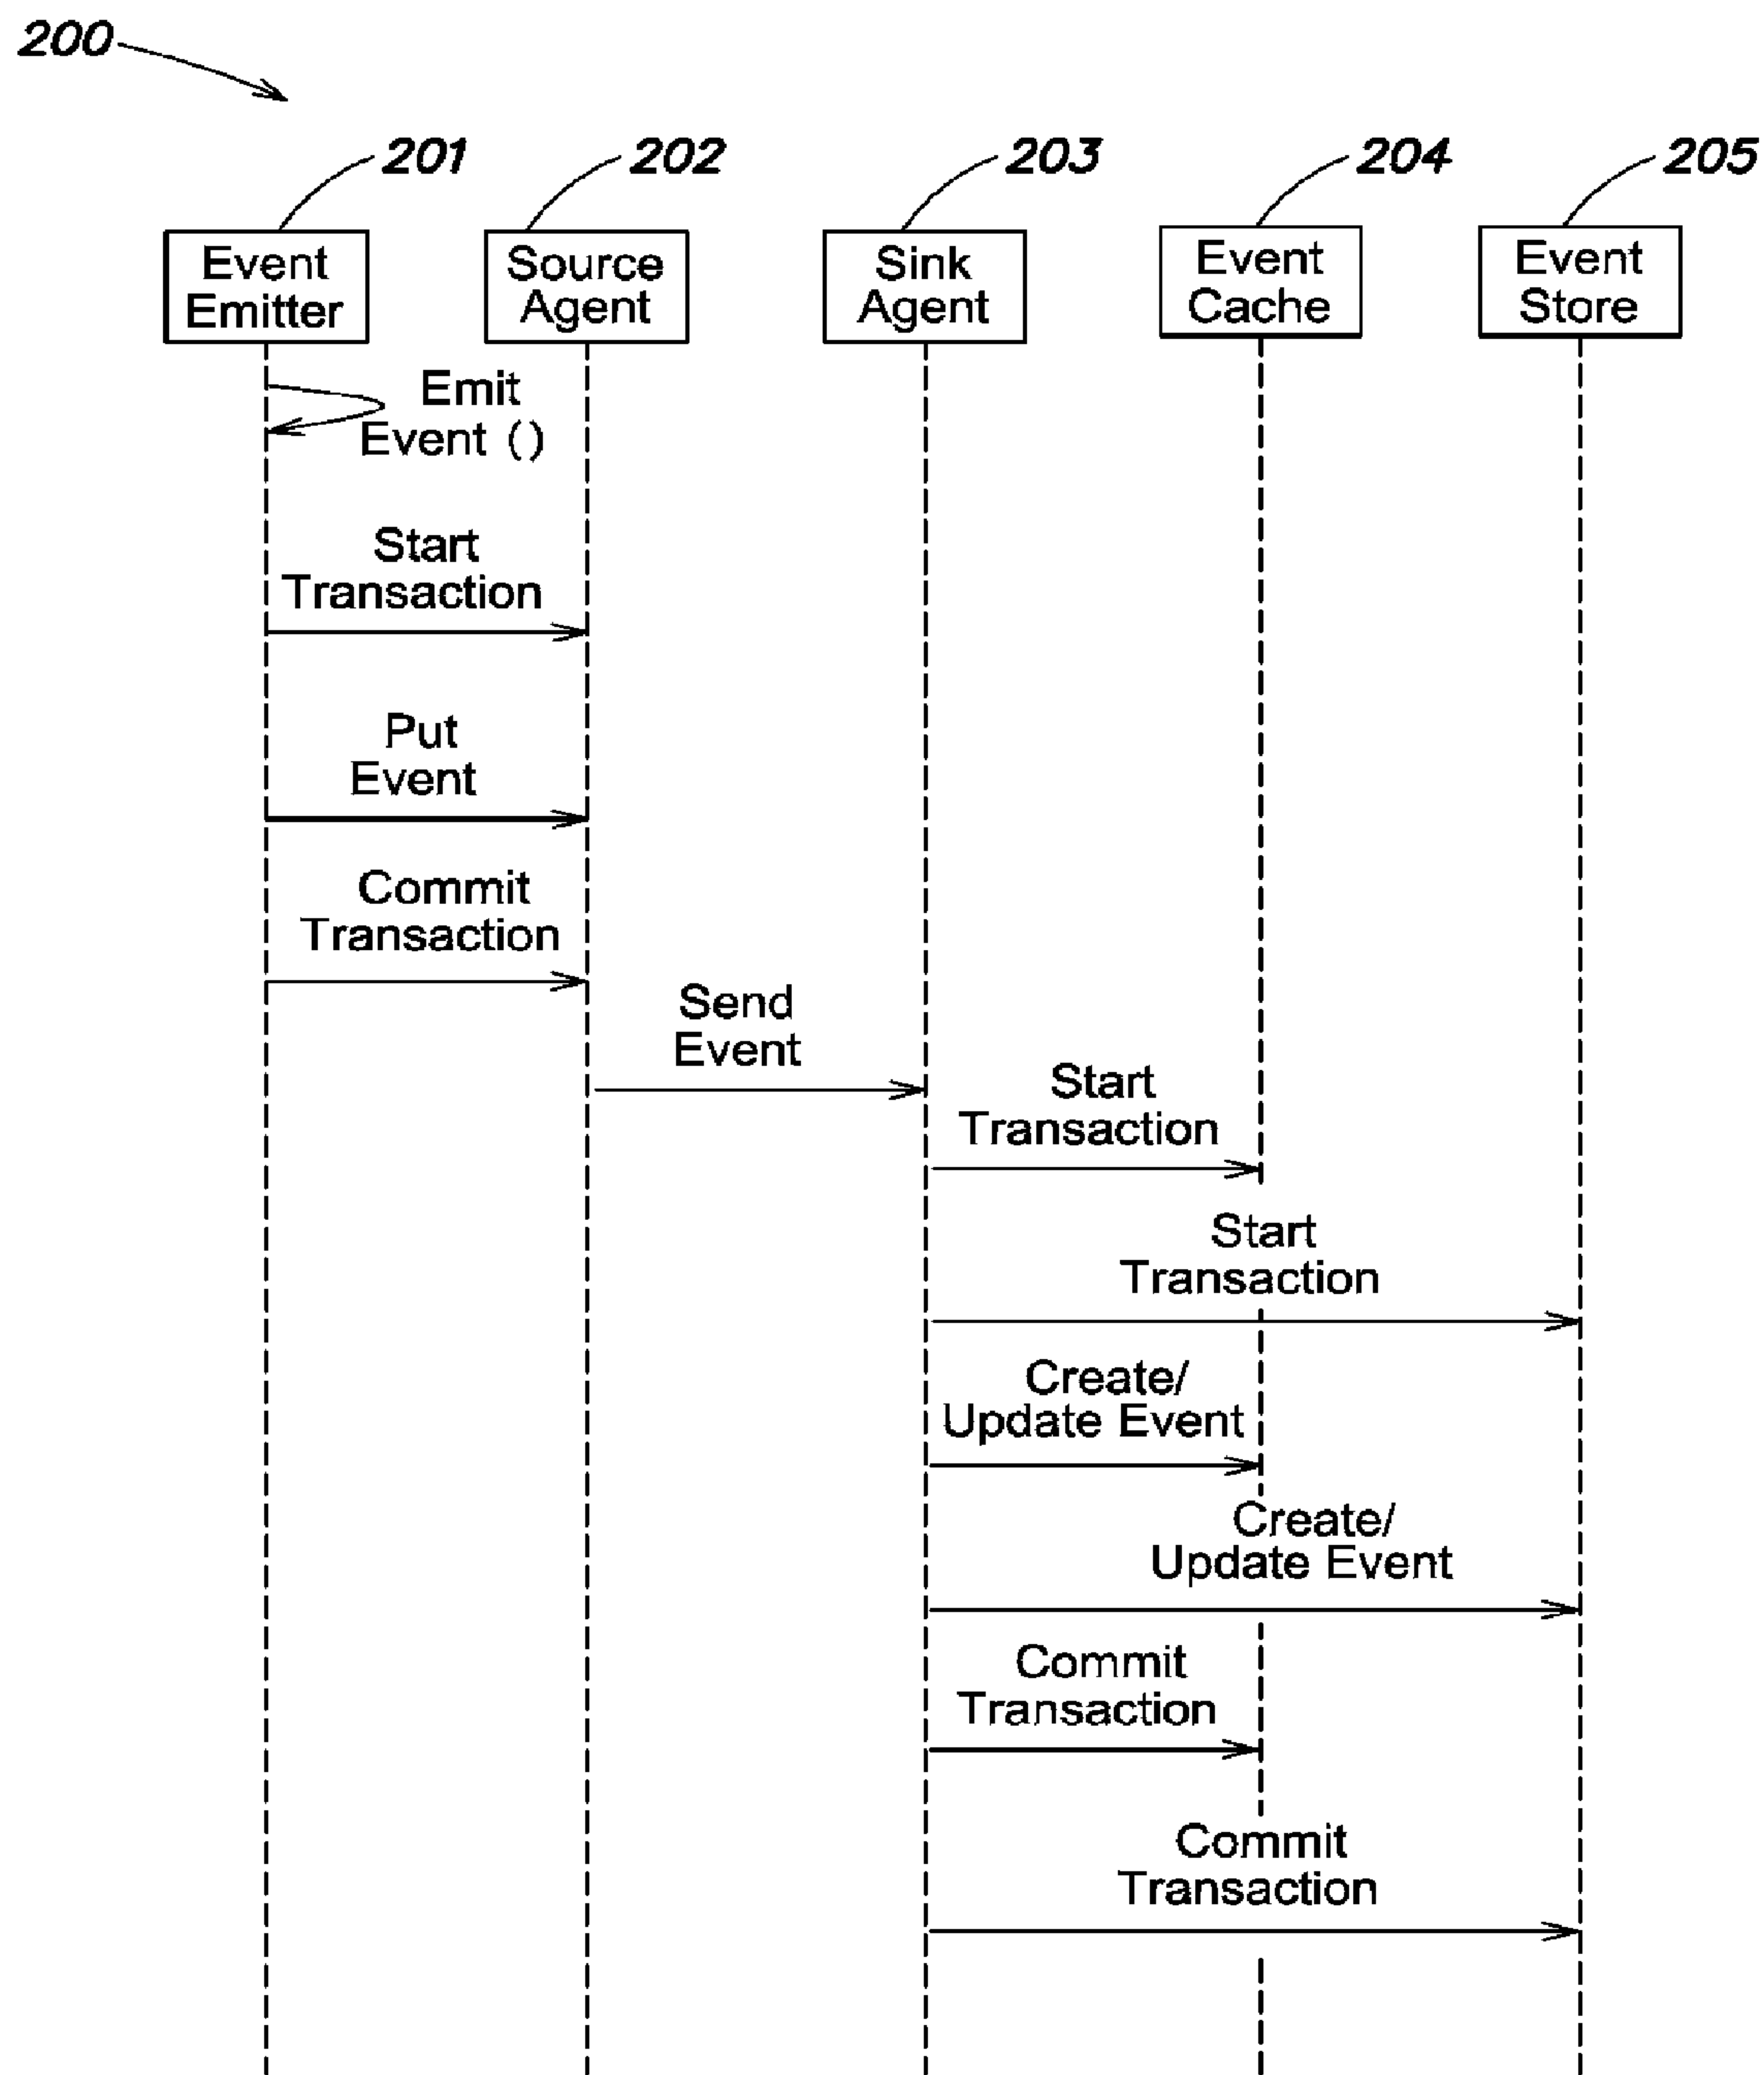 200
201
202
203
204
205
Event
Emitter
Source
Agent
Sink
Agent
Event
Cache
Event
Store
Emit
Event ()
Start
Transaction
Put
Event
Commit
Transaction
Send
Event
Start
Transaction
Start
Transaction
Create/
Update Event
Create/
Update Event
Commit
Transaction
Commit
Transaction